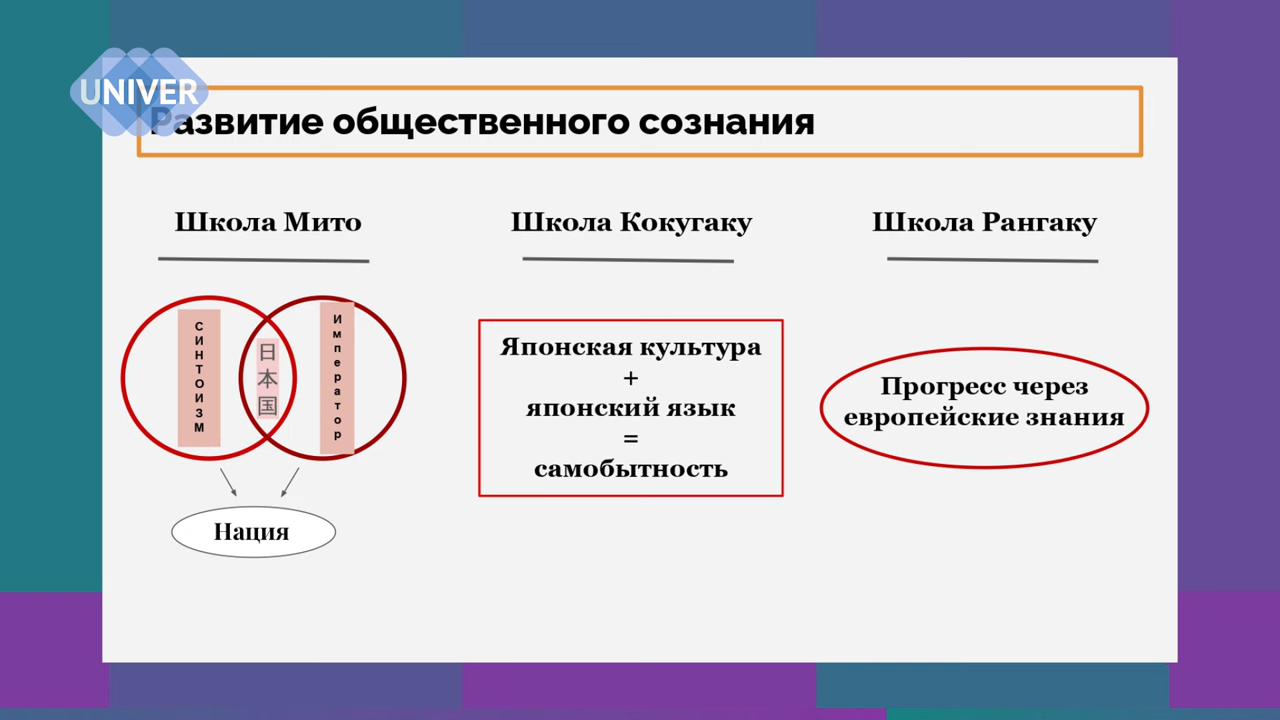 UNIVER
Развитие общественного сознания
Школа Мито
Школа Кокугаку
Школа Рангаку
СИНТОИЗМ
日本国
Император
Нация
Японская культура
+
японский язык
=
самобытность
Прогресс через
европейские знания